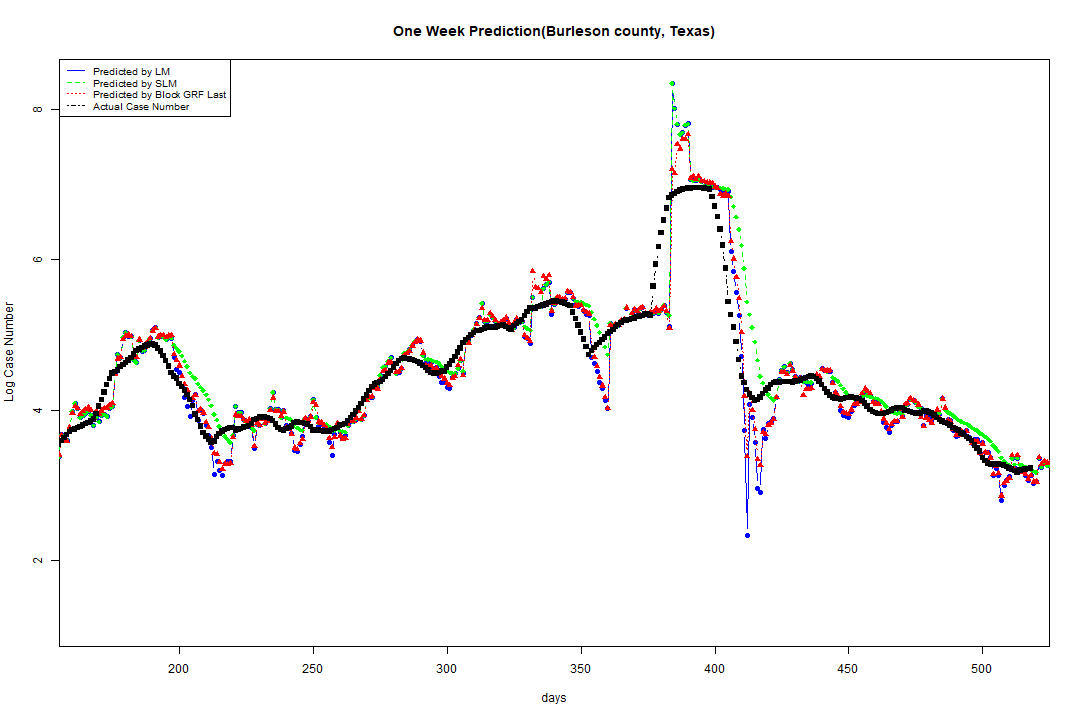 One Week Prediction(Burleson county, Texas)
Predicted by LM
Predicted by SLM
Predicted by Block GRF Last
Actual Case Number
8
6
4
2
Log Case Number
200 250 300 350 400 450 500
days